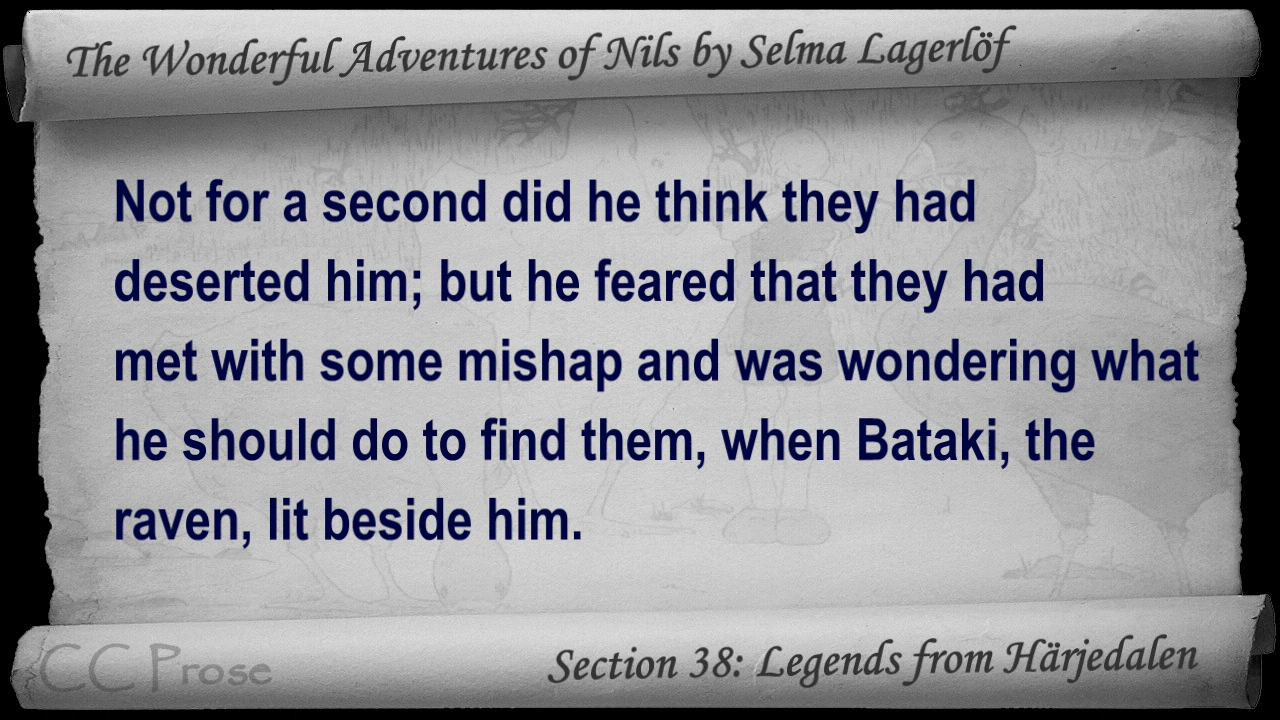 The Wonderful Adventures of Nils by Selma Lagerlöf
Not for a second did he think they had
deserted him; but he feared that they had
met with some mishap and was wondering what
he should do to find them, when Bataki, the
raven, lit beside him.
CC Prose
Section 38: Legends from Härjedalen